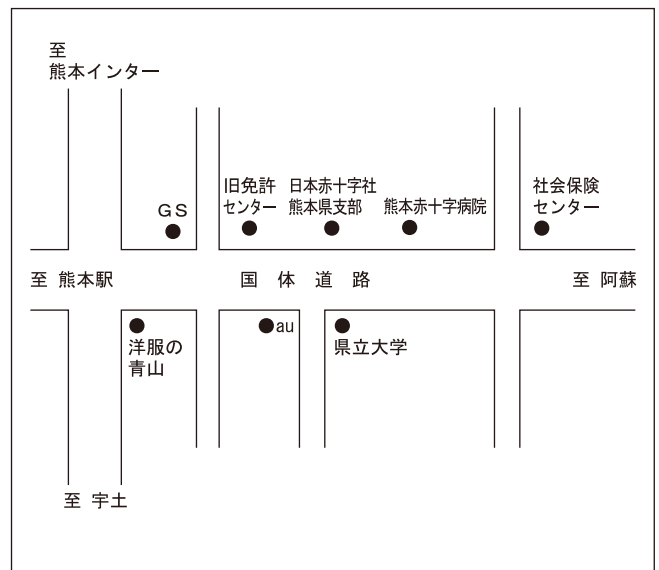 至
熊本インター
旧免許
センター
日本赤十字社
熊本県支部
熊本赤十字病院
社会保険
センター
GS
至 熊本駅
国体道路
至 阿蘇
au
洋服の
青山
県立大学
至 宇土